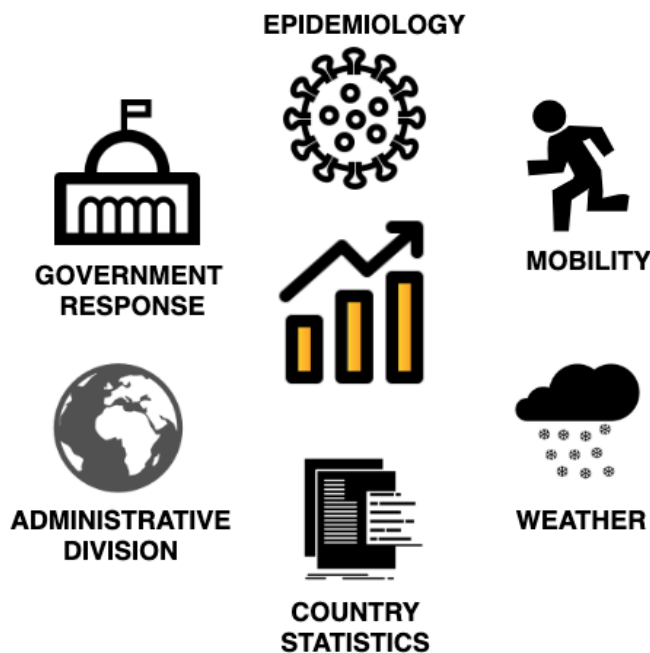 EPIDEMIOLOGY
GOVERNMENT
RESPONSE
MOBILITY
ADMINISTRATIVE
DIVISION
WEATHER
COUNTRY
STATISTICS